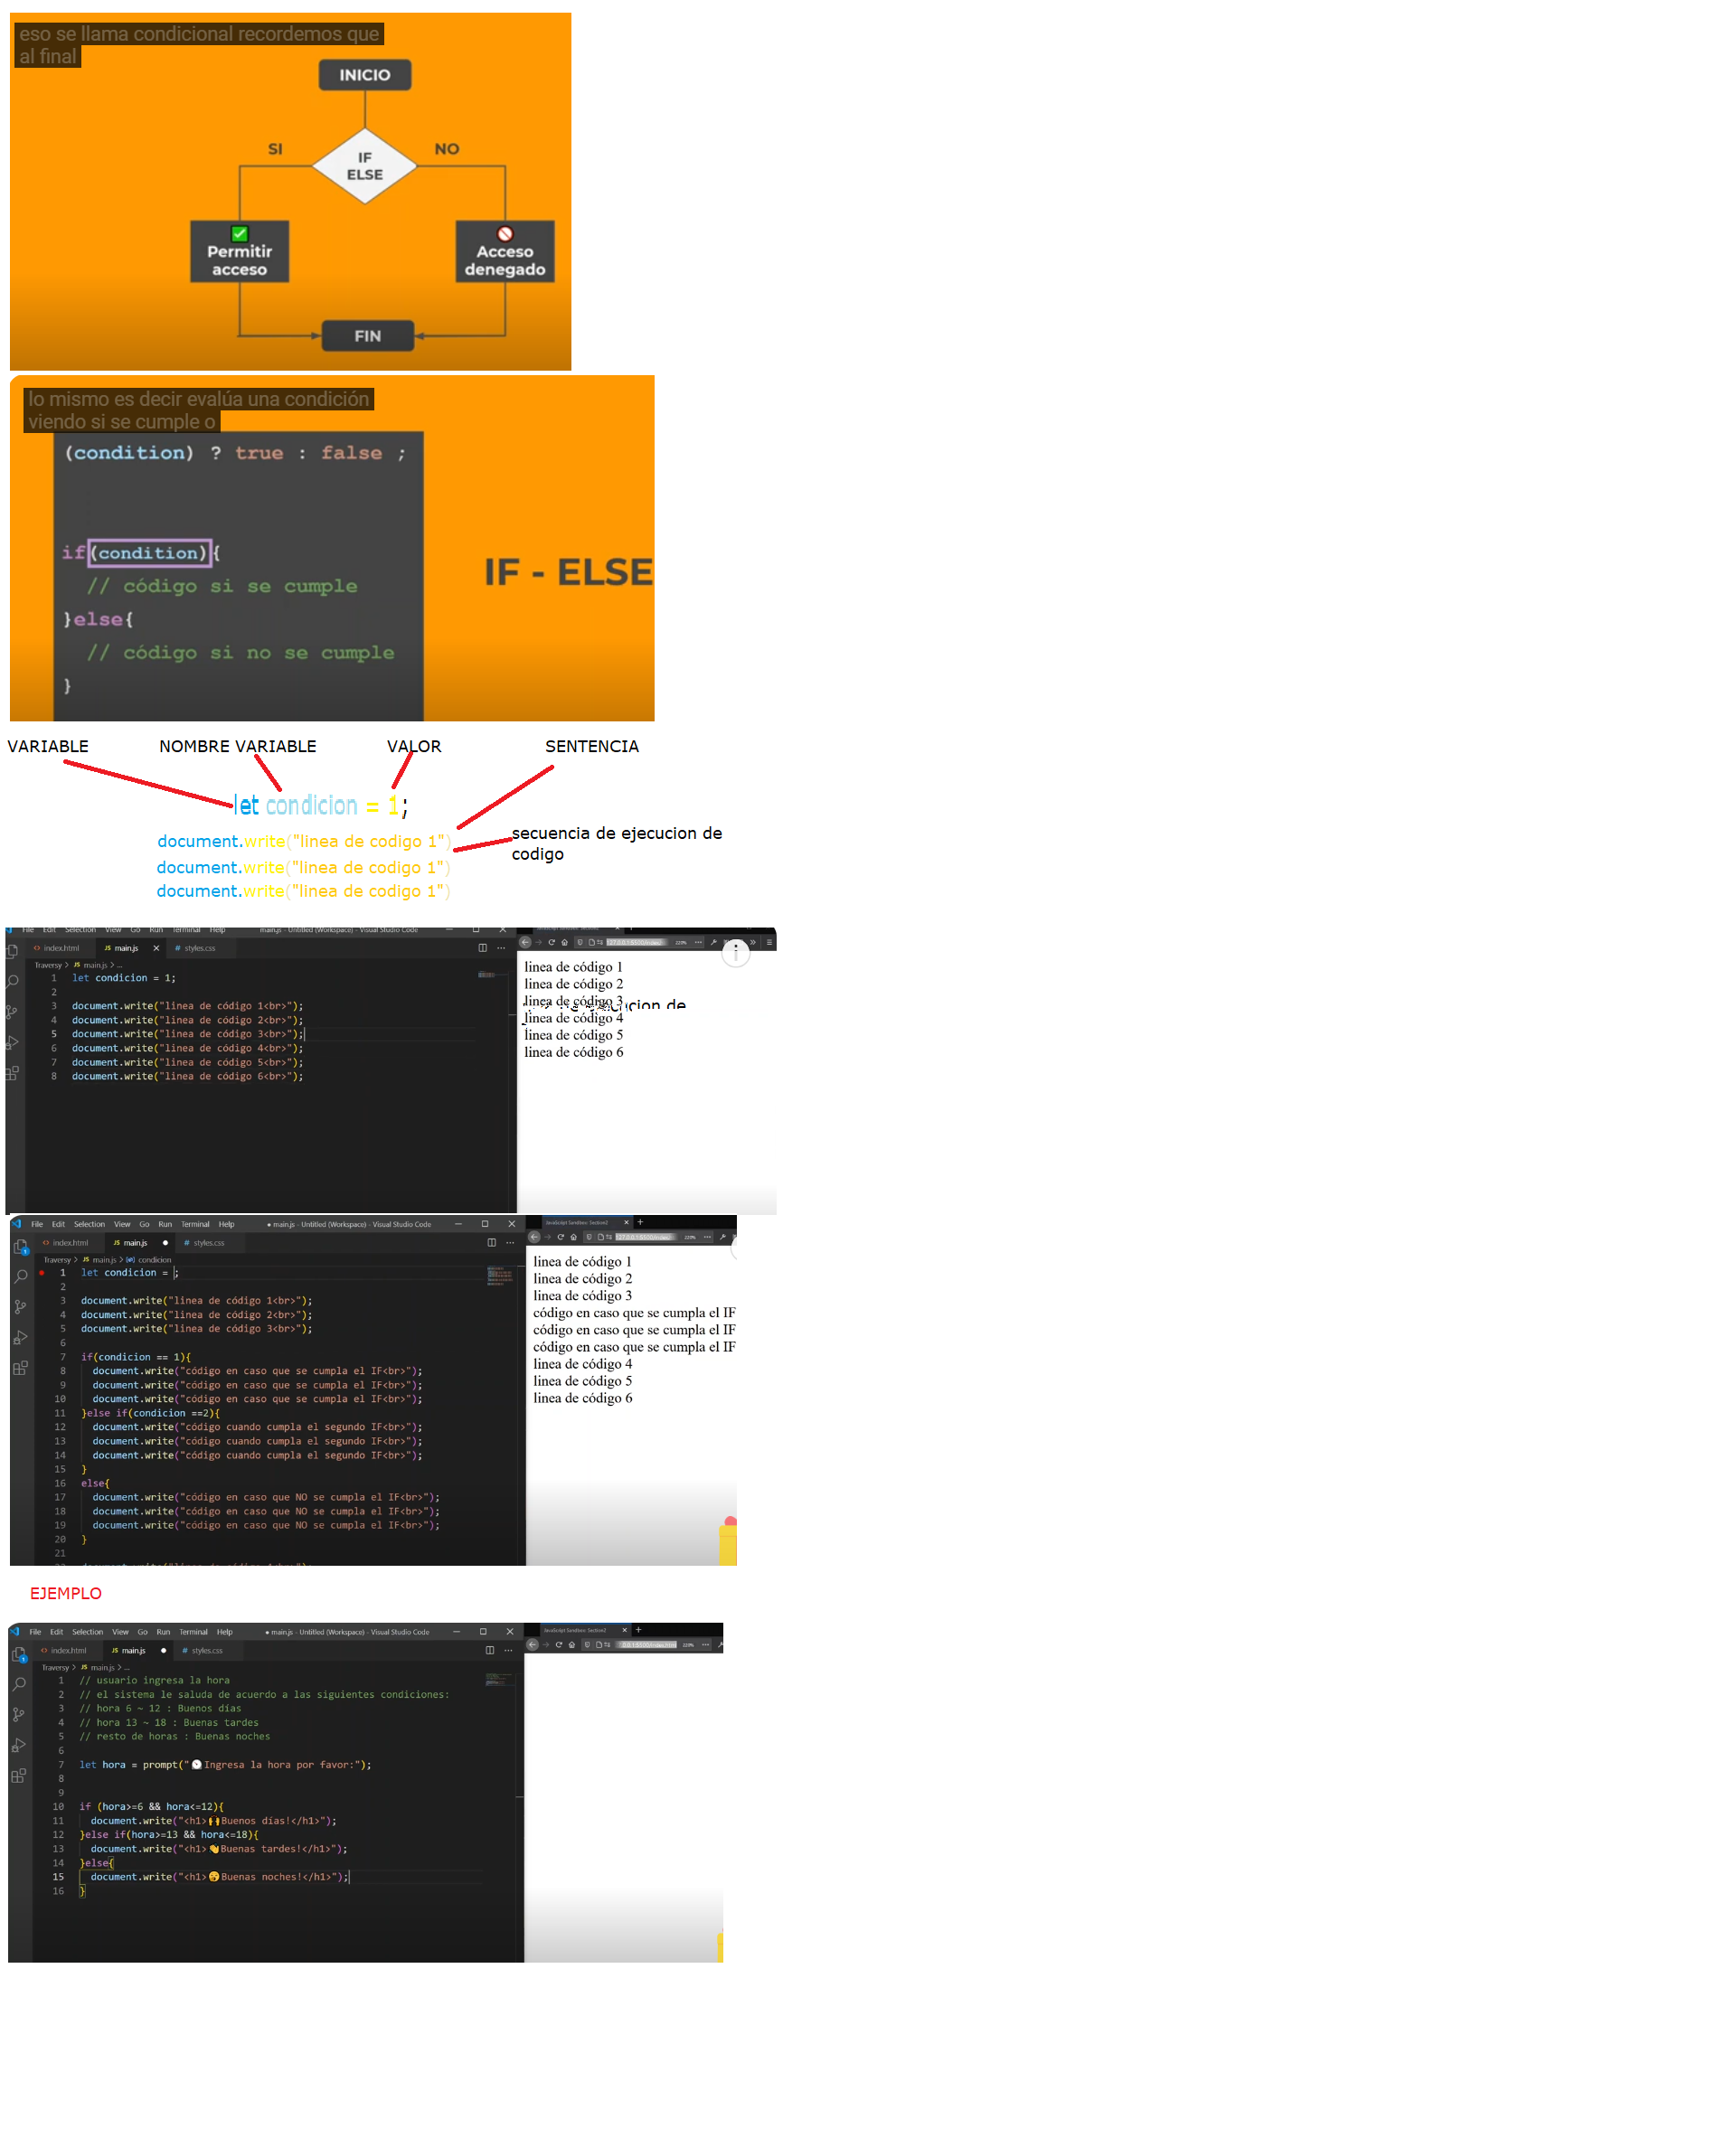 eso se llama condicional recordemos que
al final
INICIO
SI
IF
ELSE
NO
Permitir
acceso
Acceso
denegado
FIN
lo mismo es decir evalúa una condición
viendo si se cumple o
(condition) ? true : false ;
if(condition){
// código si se cumple
}else{
// código si no se cumple
}
IF - ELSE
VARIABLE NOMBRE VARIABLE VALOR SENTENCIA
let condicion = 1;
document.write("linea de codigo 1")
document.write("linea de codigo 1")
document.write("linea de codigo 1")
secuencia de ejecucion de
codigo
File Edit Selection View Go Run Terminal Help main.js - Untitled (Workspace) - Visual Studio Code
index.html JS main.js styles.css
Traversy > JS main.js > ...
1 let condicion = 1;
2
3 document.write("linea de código 1<br>");
4 document.write("linea de código 2<br>");
5 document.write("linea de código 3<br>");
6 document.write("linea de código 4<br>");
7 document.write("linea de código 5<br>");
8 document.write("linea de código 6<br>");
linea de código 1
linea de código 2
linea de código 3
linea de código 4
linea de código 5
linea de código 6
File Edit Selection View Go Run Terminal Help ● main.js - Untitled (Workspace) - Visual Studio Code
index.html JS main.js ● # styles.css
Traversy > JS main.js > condicion
1 let condicion = ;
2
3 document.write("linea de código 1<br>");
4 document.write("linea de código 2<br>");
5 document.write("linea de código 3<br>");
6
7 if(condicion == 1){
8 document.write("código en caso que se cumpla el IF<br>");
9 document.write("código en caso que se cumpla el IF<br>");
10 document.write("código en caso que se cumpla el IF<br>");
11 }else if(condicion ==2){
12 document.write("código cuando cumpla el segundo IF<br>");
13 document.write("código cuando cumpla el segundo IF<br>");
14 document.write("código cuando cumpla el segundo IF<br>");
15 }
16 else{
17 document.write("código en caso que NO se cumpla el IF<br>");
18 document.write("código en caso que NO se cumpla el IF<br>");
19 document.write("código en caso que NO se cumpla el IF<br>");
20 }
21
JavaScript Sandbox: Section2
linea de código 1
linea de código 2
linea de código 3
código en caso que se cumpla el IF
código en caso que se cumpla el IF
código en caso que se cumpla el IF
linea de código 4
linea de código 5
linea de código 6
EJEMPLO
File Edit Selection View Go Run Terminal Help ● main.js - Untitled (Workspace) - Visual Studio Code
index.html JS main.js ● # styles.css
Traversy > JS main.js > ...
1 // usuario ingresa la hora
2 // el sistema le saluda de acuerdo a las siguientes condiciones:
3 // hora 6 ~ 12 : Buenos días
4 // hora 13 ~ 18 : Buenas tardes
5 // resto de horas : Buenas noches
6
7 let hora = prompt("🕒Ingresa la hora por favor:");
8
9
10 if (hora>=6 && hora<=12){
11 document.write("<h1>🙌Buenos días!</h1>");
12 }else if(hora>=13 && hora<=18){
13 document.write("<h1>👏Buenas tardes!</h1>");
14 }else{
15 document.write("<h1>😴Buenas noches!</h1>");
16 }
JavaScript Sandbox: Section2